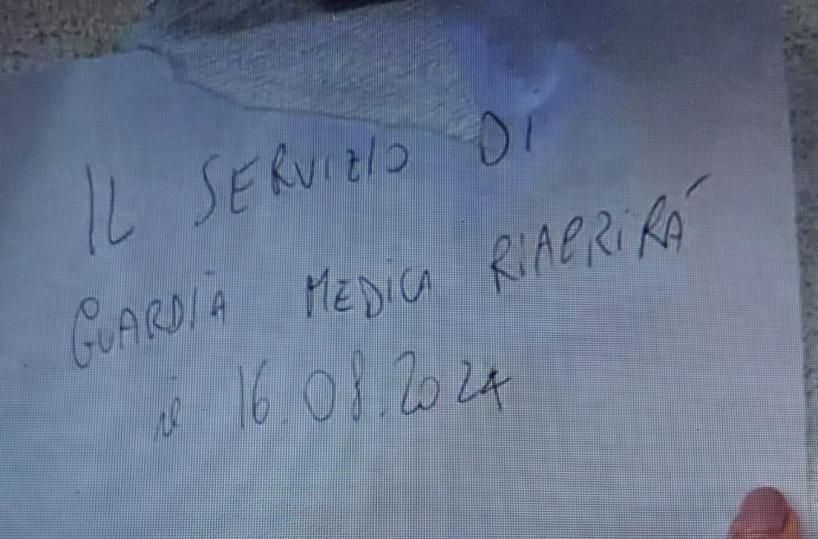 IL SERVIZIO DI
GUARDIA MEDICA RIAPRIRÁ
il 16.08.2024